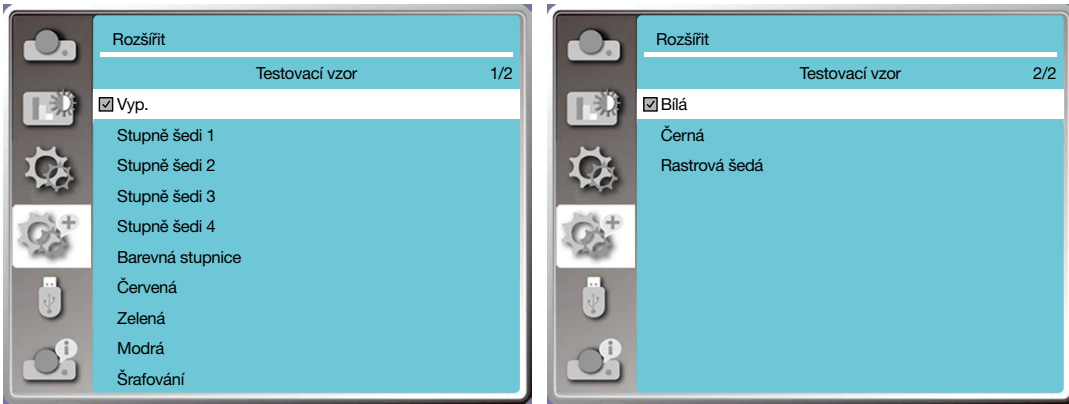 Rozšířit
Testovací vzor 1/2
Vyp.
Stupně šedi 1
Stupně šedi 2
Stupně šedi 3
Stupně šedi 4
Barevná stupnice
Červená
Zelená
Modrá
Šrafování
Rozšířit
Testovací vzor 2/2
Bílá
Černá
Rastrová šedá